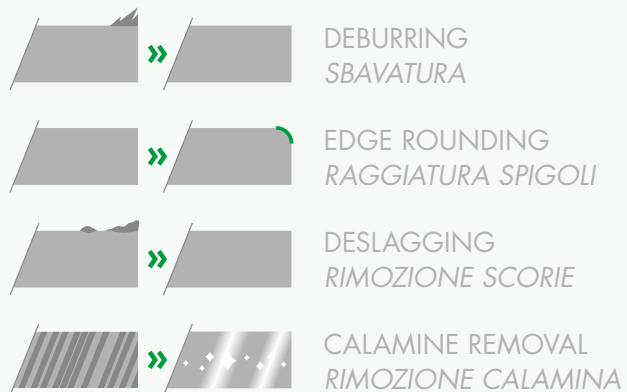 DEBURRING
SBAVATURA
EDGE ROUNDING
RAGGIATURA SPIGOLI
DESLAGGING
RIMOZIONE SCORIE
CALAMINE REMOVAL
RIMOZIONE CALAMINA